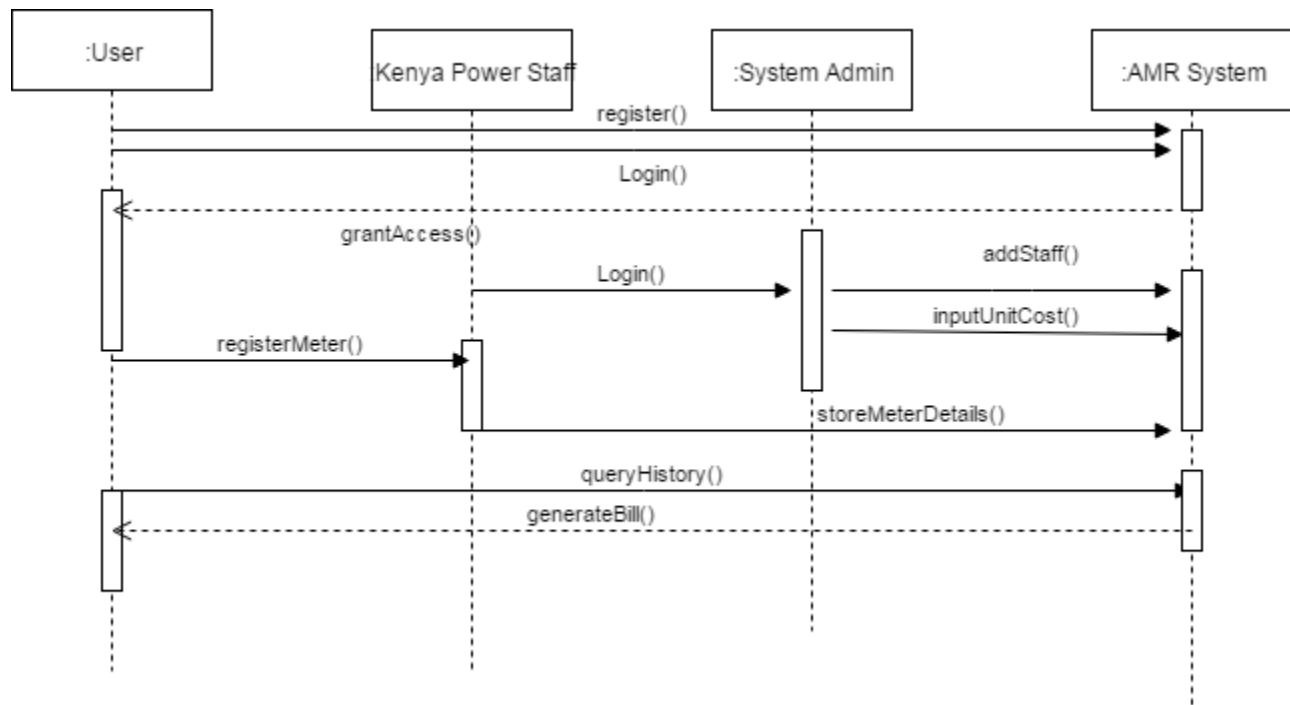 :User
:Kenya Power Staff
:System Admin
:AMR System
register()
Login()
grantAccess()
addStaff()
Login()
inputUnitCost()
registerMeter()
storeMeterDetails()
queryHistory()
generateBill()